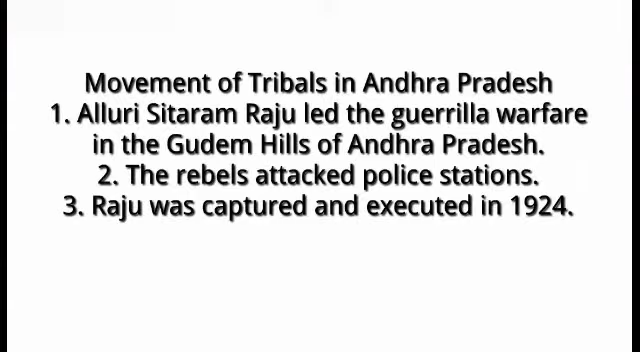 Movement of Tribals in Andhra Pradesh
1. Alluri Sitaram Raju led the guerrilla warfare
in the Gudem Hills of Andhra Pradesh.
2. The rebels attacked police stations.
3. Raju was captured and executed in 1924.